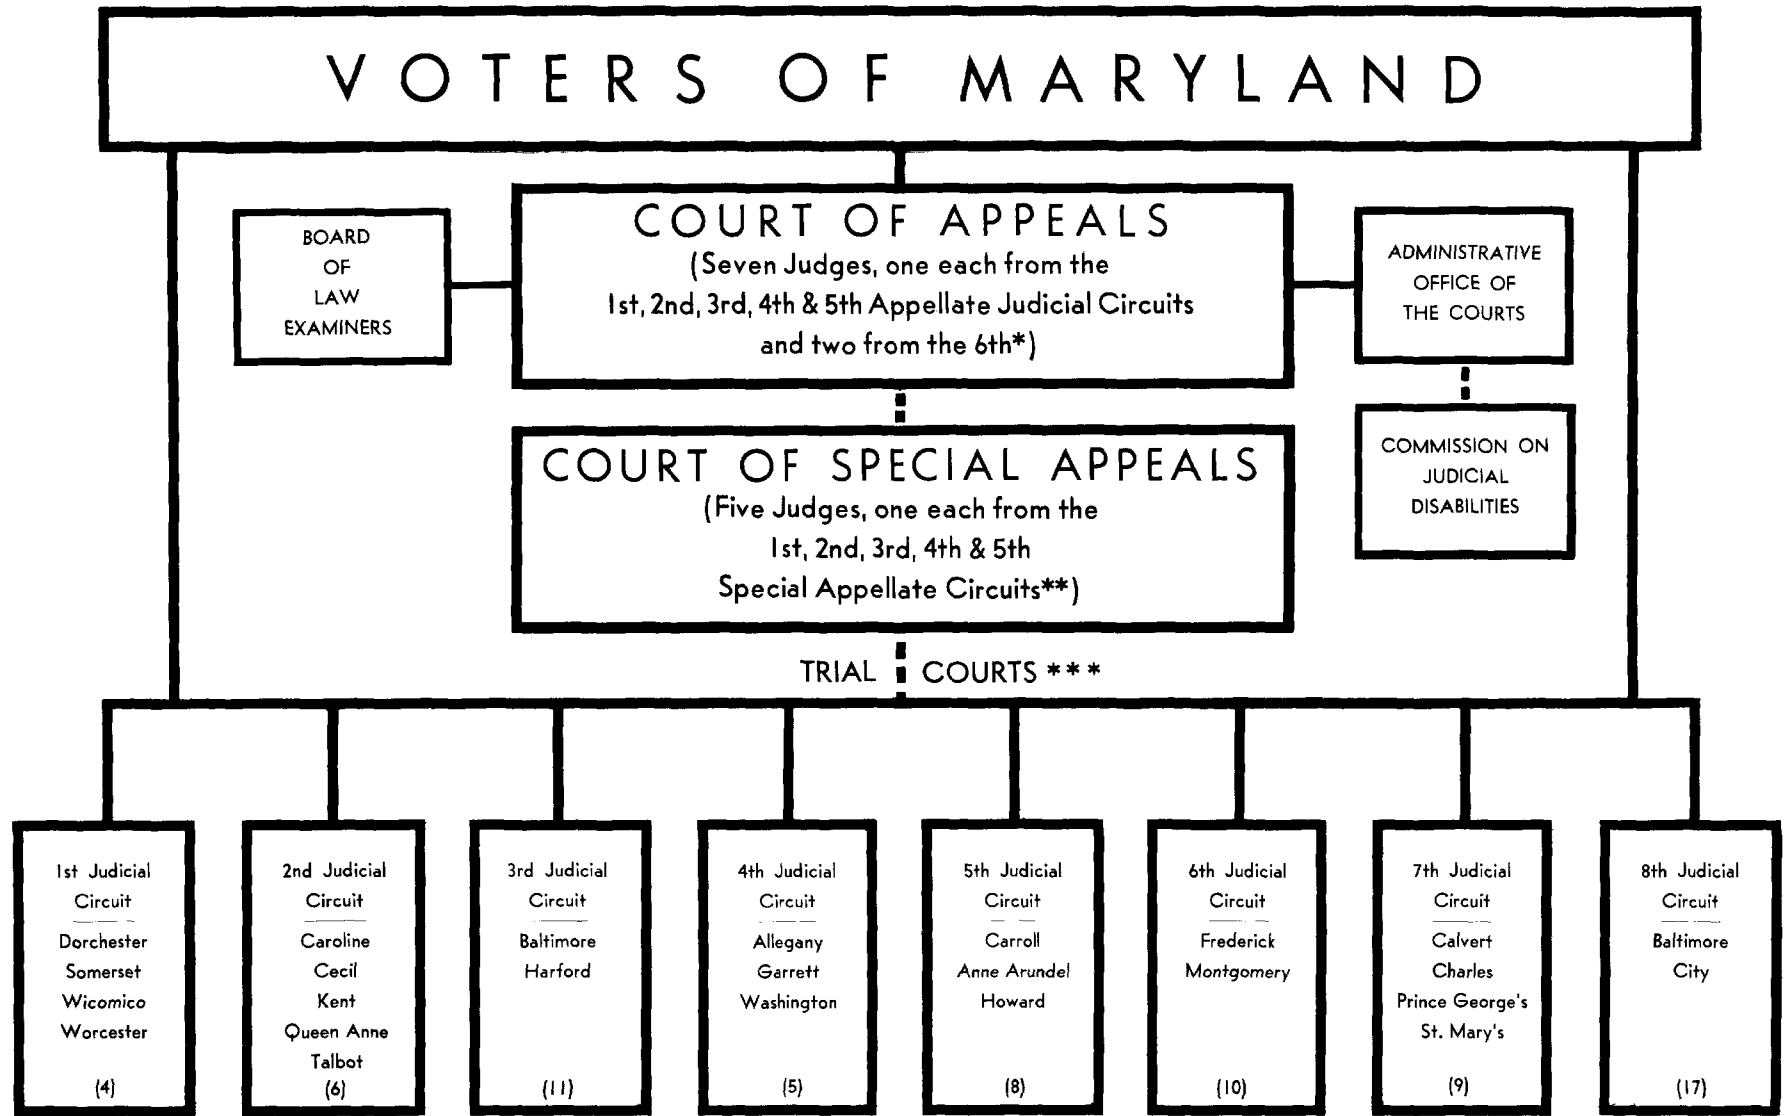 VOTERS OF MARYLAND
BOARD
OF
LAW
EXAMINERS
COURT OF APPEALS
(Seven Judges, one each from the
1st, 2nd, 3rd, 4th & 5th Appellate Judicial Circuits
and two from the 6th*)
ADMINISTRATIVE
OFFICE OF
THE COURTS
COURT OF SPECIAL APPEALS
(Five Judges, one each from the
1st, 2nd, 3rd, 4th & 5th
Special Appellate Circuits**)
COMMISSION ON
JUDICIAL
DISABILITIES
TRIAL COURTS ***
1st Judicial
Circuit
Dorchester
Somerset
Wicomico
Worcester
(4)
2nd Judicial
Circuit
Caroline
Cecil
Kent
Queen Anne
Talbot
(6)
3rd Judicial
Circuit
Baltimore
Harford
(11)
4th Judicial
Circuit
Allegany
Garrett
Washington
(5)
5th Judicial
Circuit
Carroll
Anne Arundel
Howard
(8)
6th Judicial
Circuit
Frederick
Montgomery
(10)
7th Judicial
Circuit
Calvert
Charles
Prince George's
St. Mary's
(9)
8th Judicial
Circuit
Baltimore
City
(17)